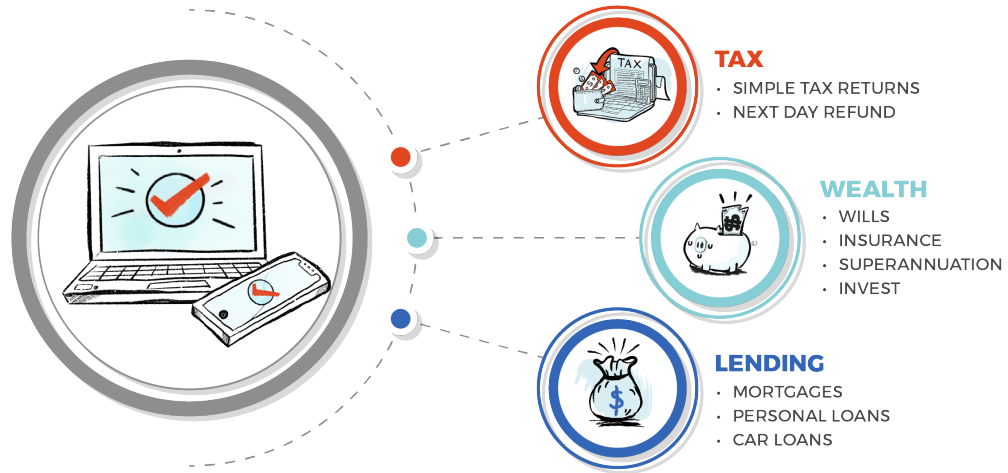 TAX
TAX
• SIMPLE TAX RETURNS
• NEXT DAY REFUND
WEALTH
• WILLS
• INSURANCE
• SUPERANNUATION
• INVEST
$
LENDING
• MORTGAGES
• PERSONAL LOANS
• CAR LOANS
$